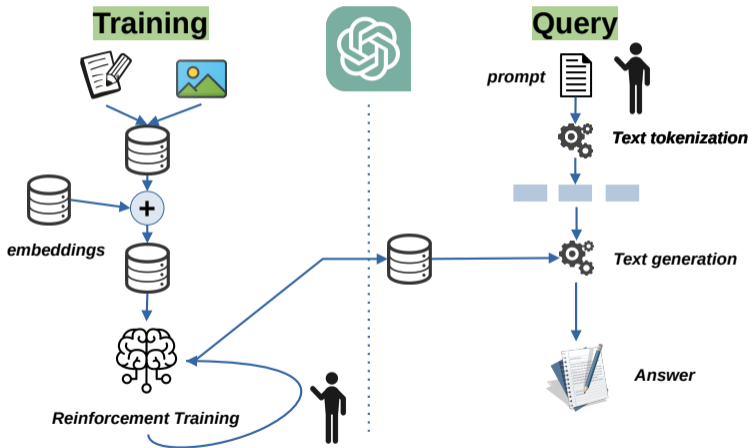 Training
Query
prompt
Text tokenization
+
embeddings
Text generation
Answer
Reinforcement Training